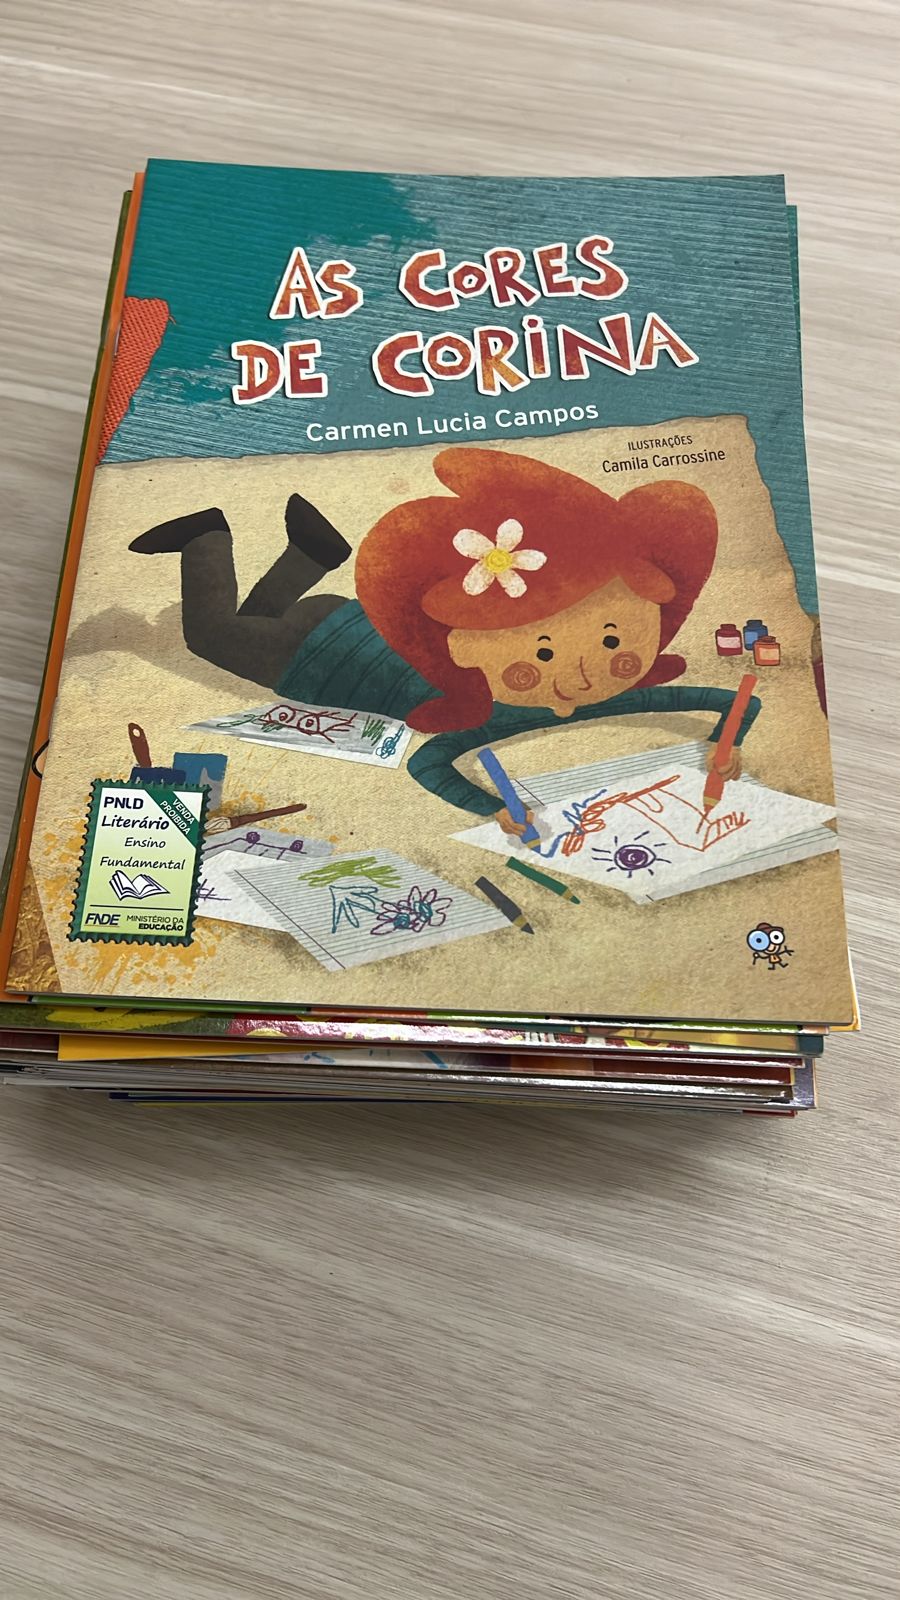 AS CORES
DE CORINA
Carmen Lucia Campos
ILUSTRAÇÕES
Camila Carrossine
PNLD
Literário
Ensino
Fundamental
VENDA
PROIBIDA
FNDE
MINISTÉRIO DA
EDUCAÇÃO